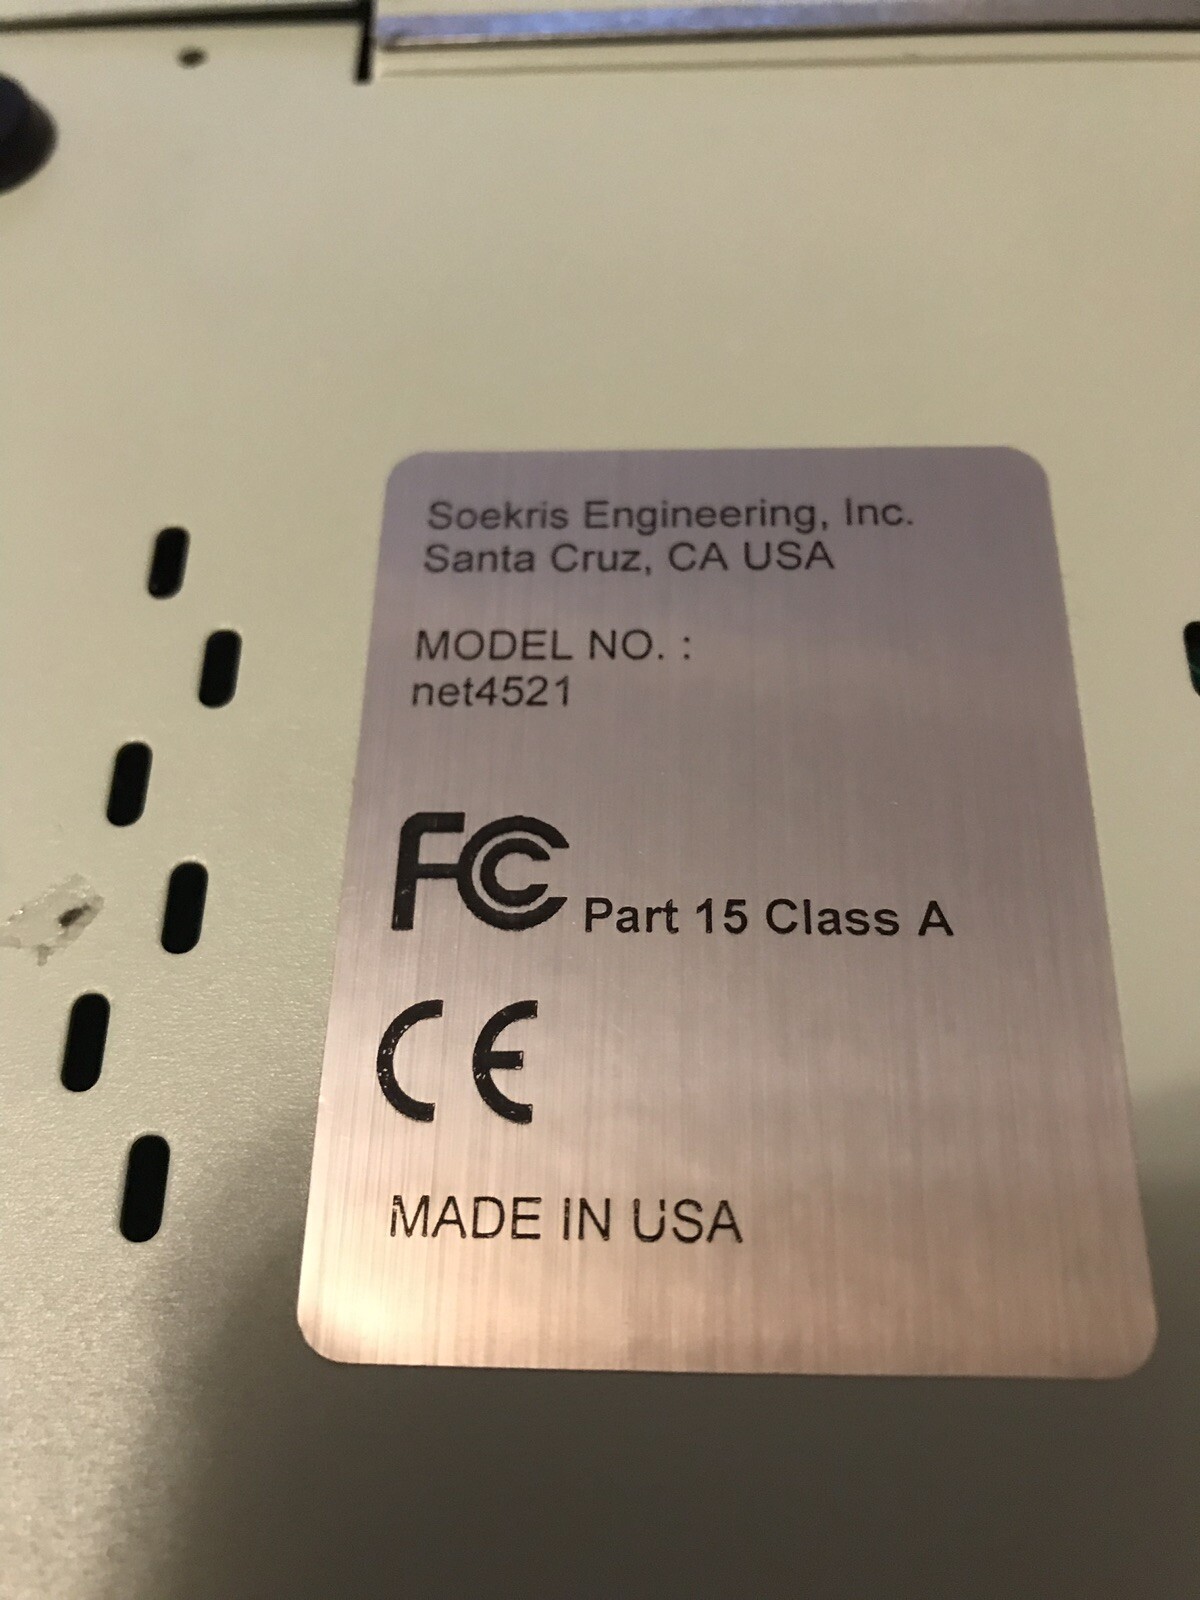 Soekris Engineering, Inc.
Santa Cruz, CA USA
MODEL NO. :
net4521
FC Part 15 Class A
CE
MADE IN USA